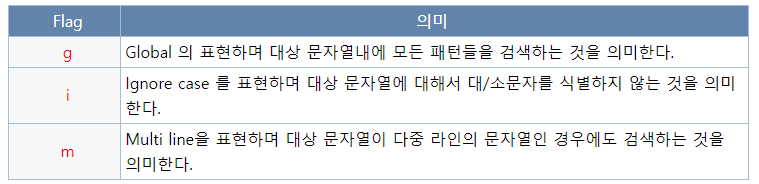 Flag 의미
g Global 의 표현하며 대상 문자열내에 모든 패턴들을 검색하는 것을 의미한다.
i Ignore case 를 표현하며 대상 문자열에 대해서 대/소문자를 식별하지 않는 것을 의미
한다.
m Multi line을 표현하며 대상 문자열이 다중 라인의 문자열인 경우에도 검색하는 것을
의미한다.